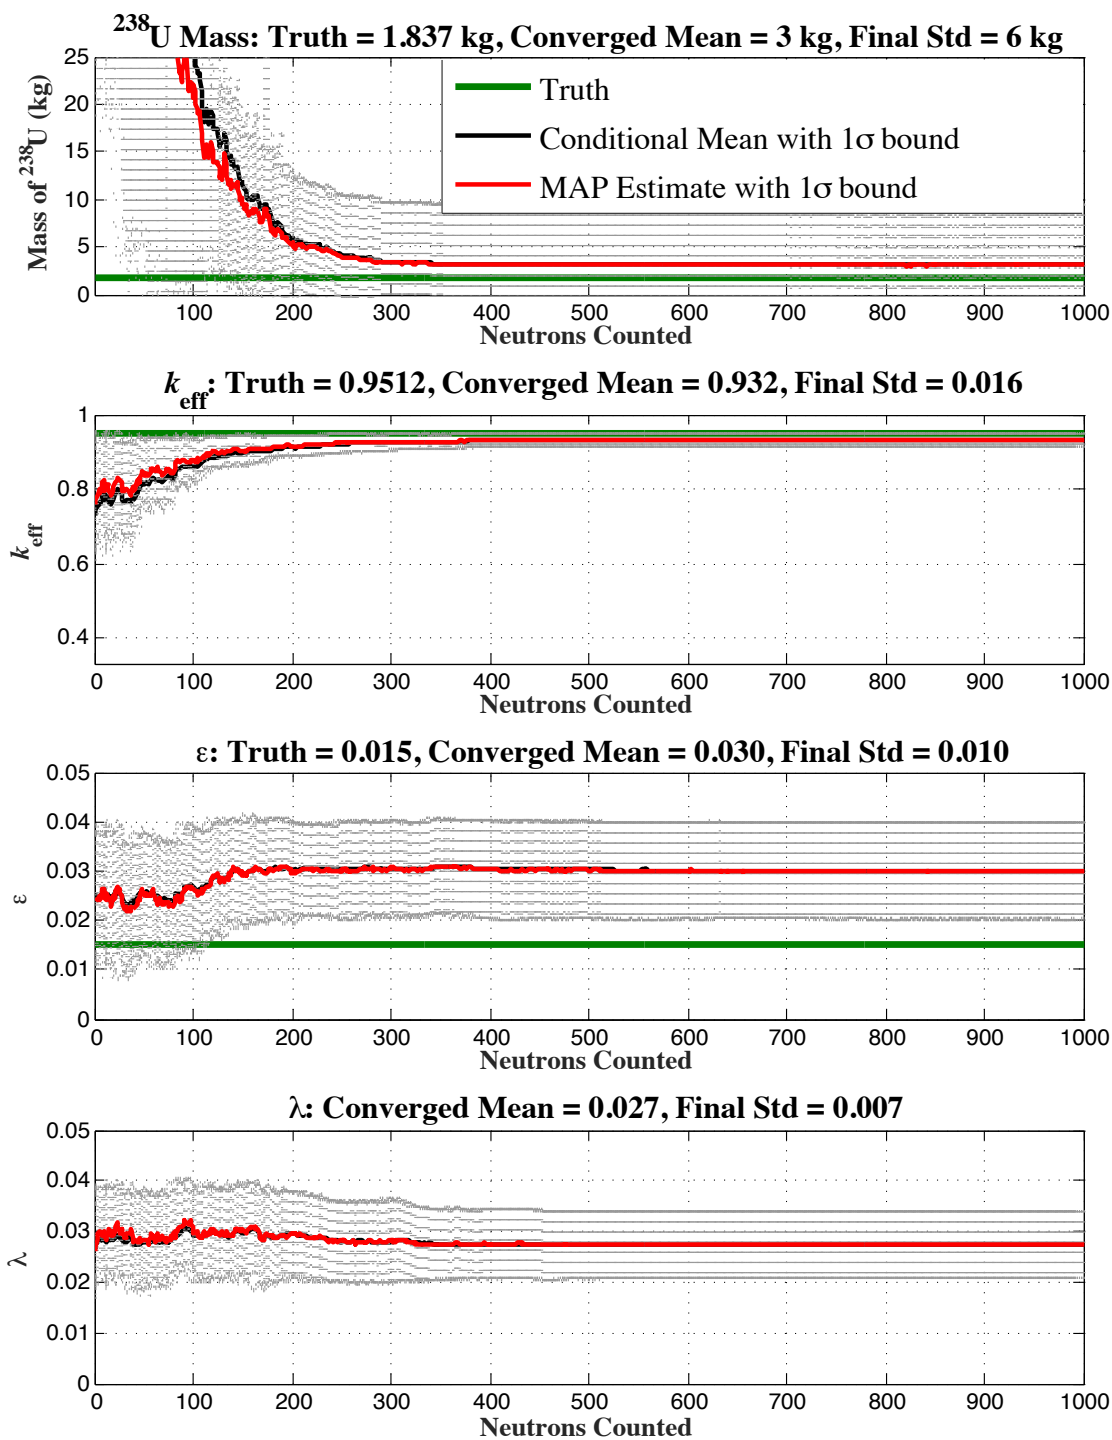 ²³⁸U Mass: Truth = 1.837 kg, Converged Mean = 3 kg, Final Std = 6 kg
Mass of ²³⁸U (kg)
25
20
15
10
5
0
Truth
Conditional Mean with 1σ bound
MAP Estimate with 1σ bound
0 100 200 300 400 500 600 700 800 900 1000
Neutrons Counted
k_eff: Truth = 0.9512, Converged Mean = 0.932, Final Std = 0.016
k_eff
1
0.8
0.6
0.4
0 100 200 300 400 500 600 700 800 900 1000
Neutrons Counted
ε: Truth = 0.015, Converged Mean = 0.030, Final Std = 0.010
ε
0.05
0.04
0.03
0.02
0.01
0
0 100 200 300 400 500 600 700 800 900 1000
Neutrons Counted
λ: Converged Mean = 0.027, Final Std = 0.007
λ
0.05
0.04
0.03
0.02
0.01
0
0 100 200 300 400 500 600 700 800 900 1000
Neutrons Counted